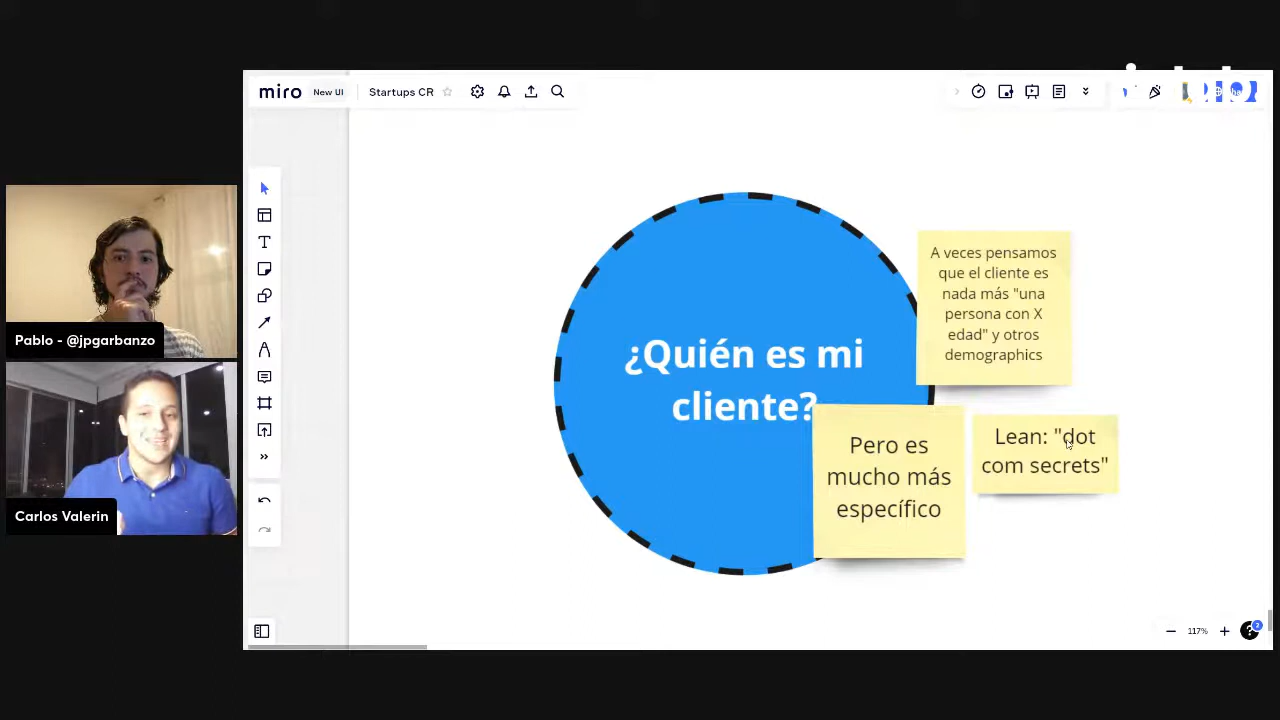 miro
New UI
Startups CR
A veces pensamos
que el cliente es
nada más "una
persona con X
edad" y otros
demographics
¿Quién es mi
cliente?
Pero es
mucho más
específico
Lean: "dot
com secrets"
Pablo - @jpgarbanzo
Carlos Valerin
117%
?
2